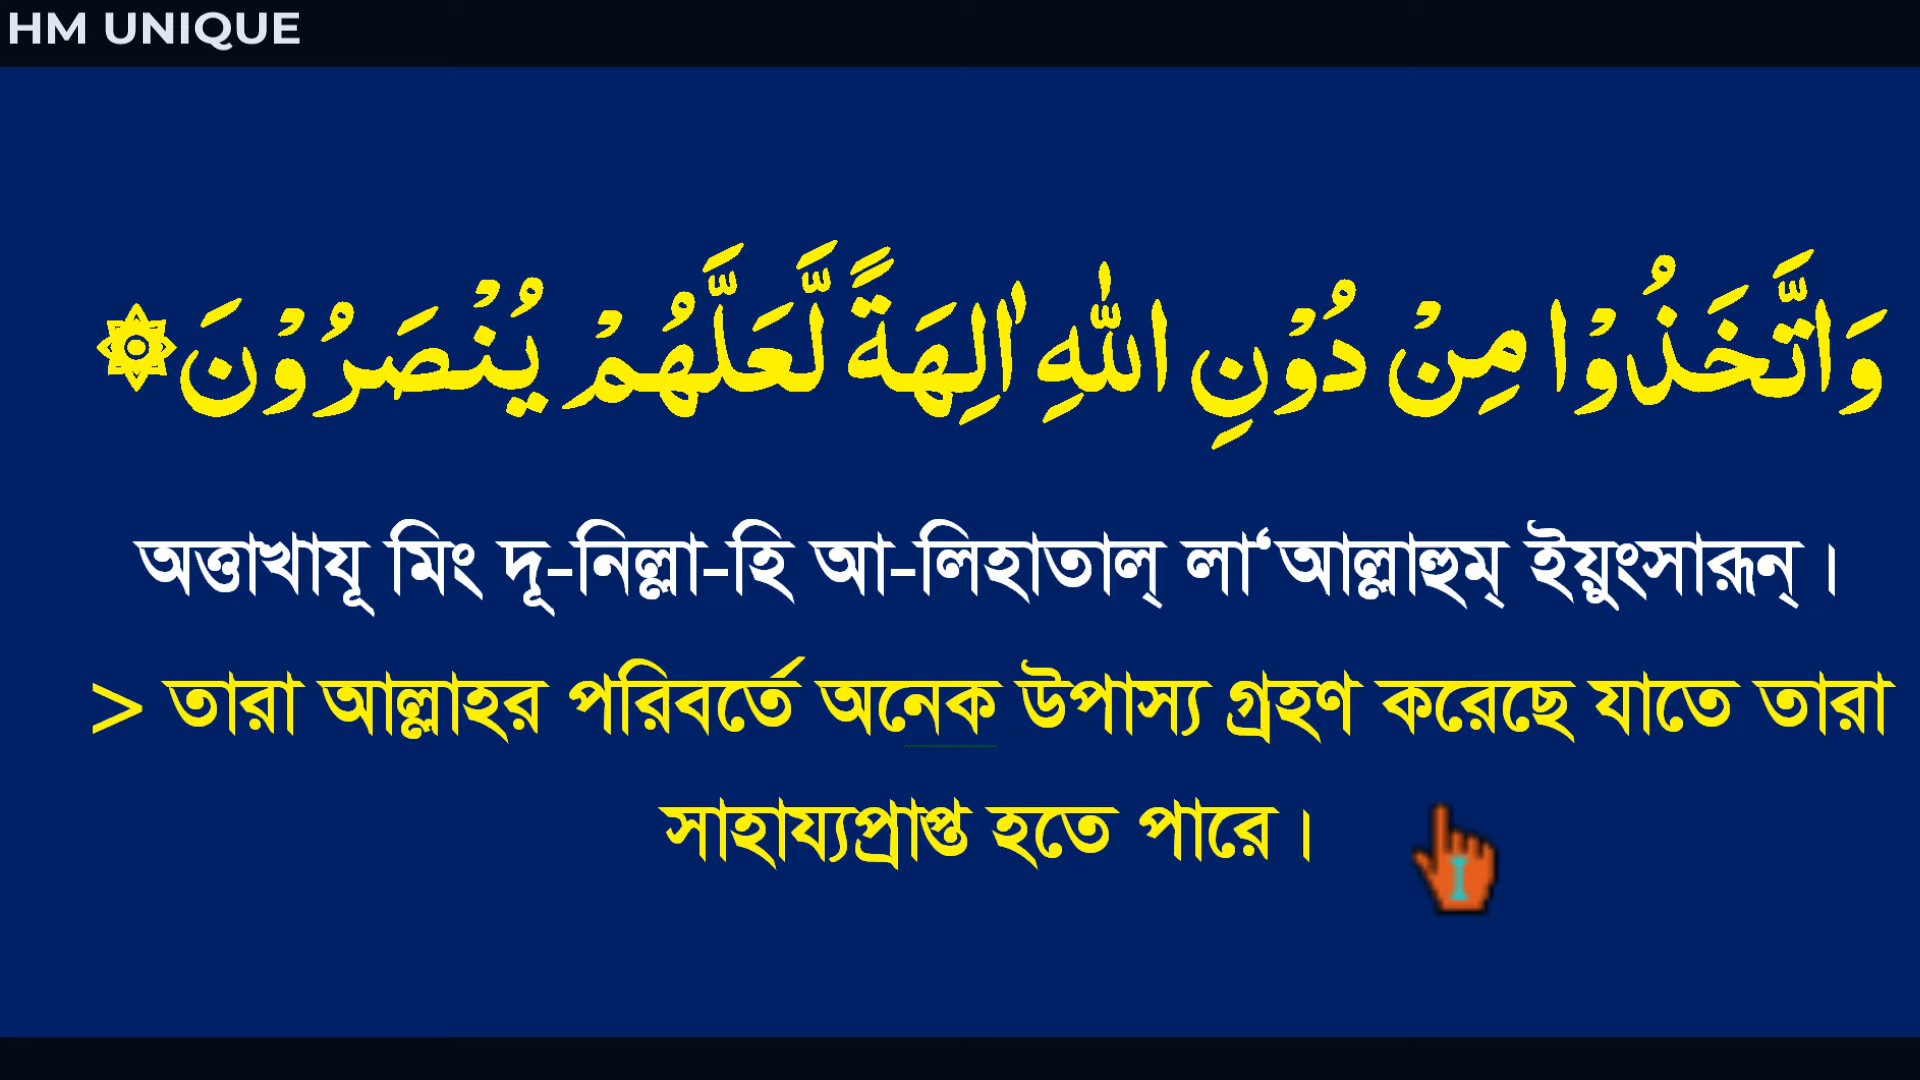 HM UNIQUE
وَاتَّخَذُوْا مِنْ دُوْنِ اللّٰهِ اٰلِهَةً لَّعَلَّهُمْ يُنْصَرُوْنَ۞
অত্তাখাযূ মিং দূ-নিল্লা-হি আ-লিহাতাল্ লা‘আল্লাহুম্ ইয়ুংসারূন্।
> তারা আল্লাহর পরিবর্তে অনেক উপাস্য গ্রহণ করেছে যাতে তারা
সাহায্যপ্রাপ্ত হতে পারে।